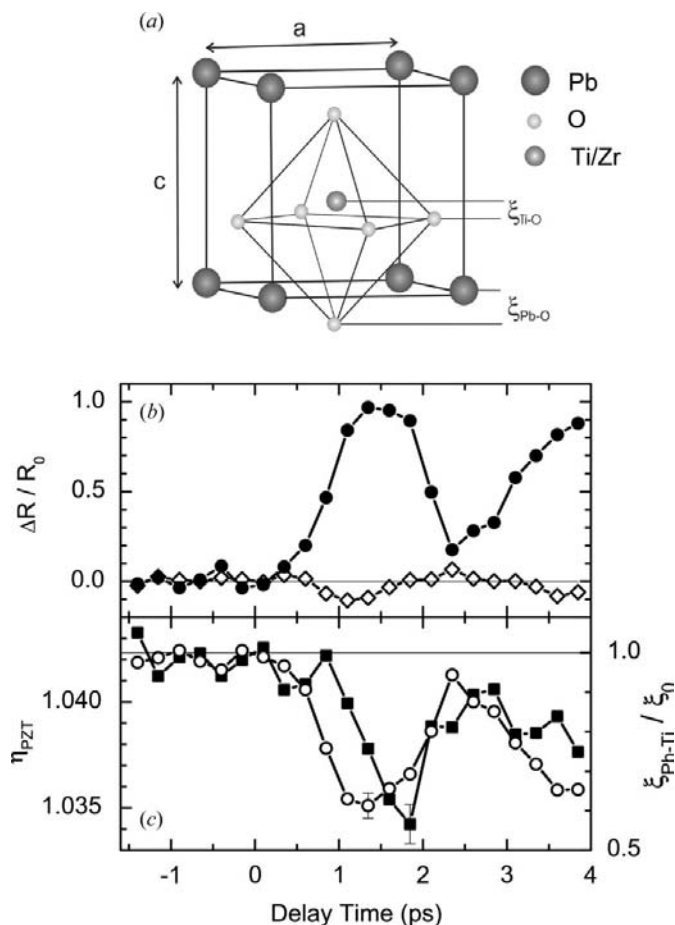 (a)
a
Pb
O
Ti/Zr
c
ξTi-O
ξPb-O
(b)
1.0
0.5
0.0
ΔR / R0
(c)
1.040
1.035
ηPZT
1.0
0.5
ξPb-Ti / ξ0
-1 0 1 2 3 4
Delay Time (ps)